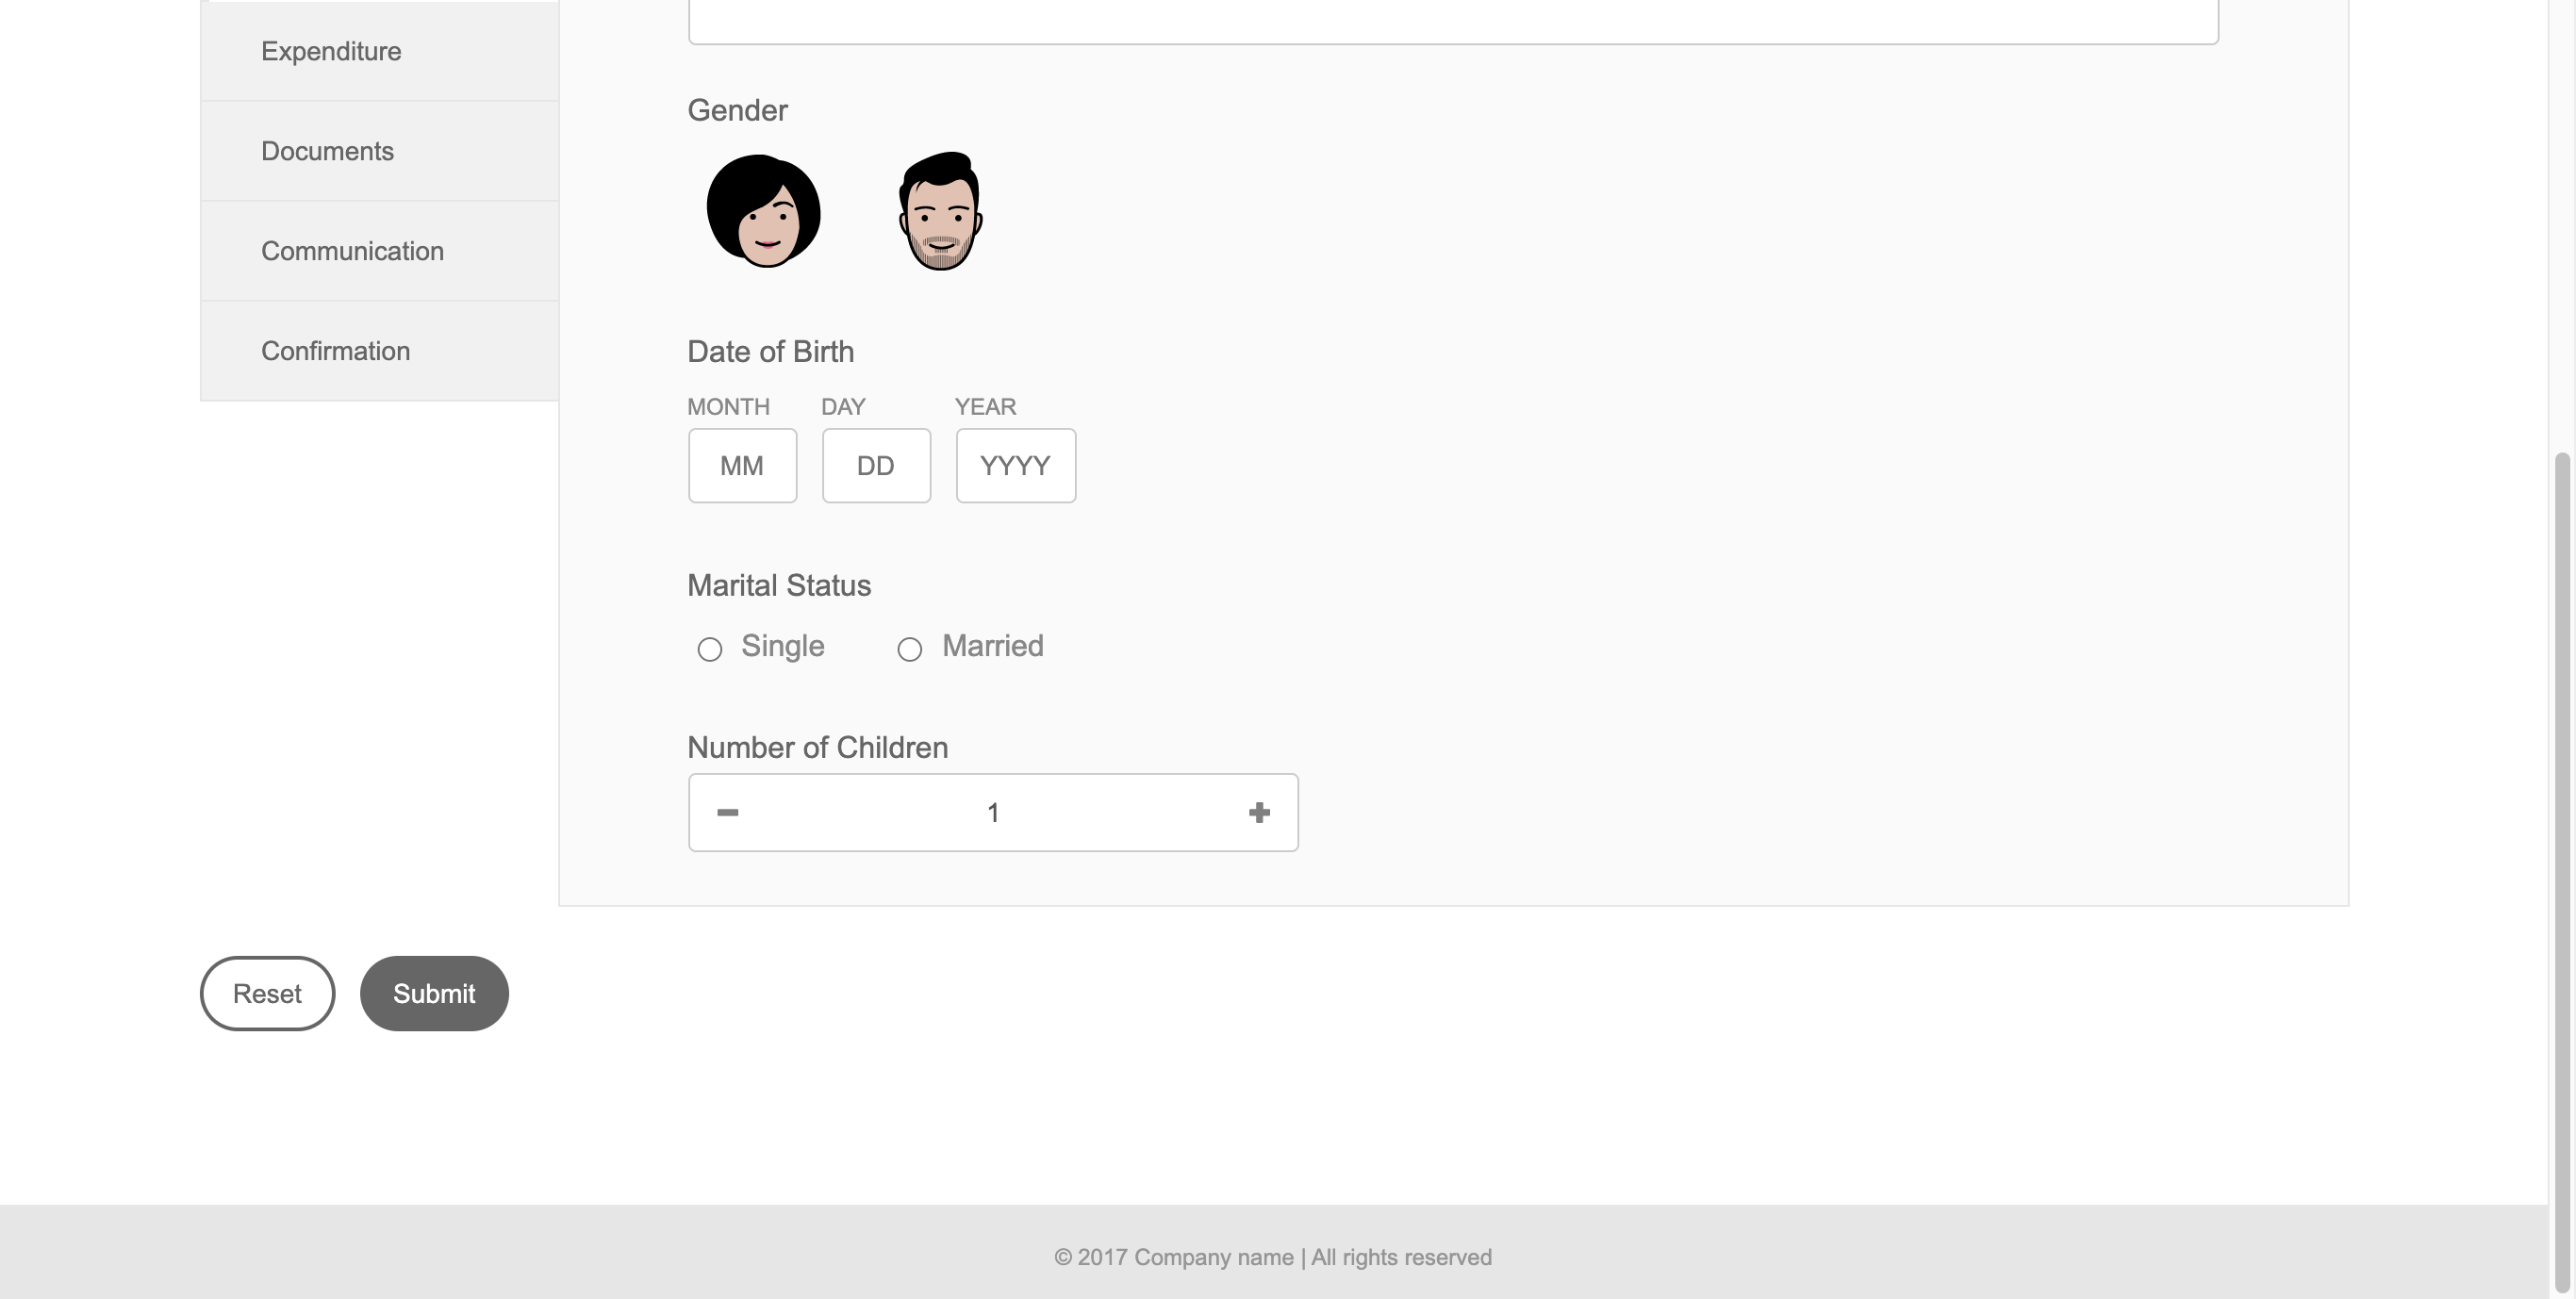 Expenditure
Documents
Communication
Confirmation
Gender
Date of Birth
MONTH DAY YEAR
MM DD YYYY
Marital Status
Single Married
Number of Children
1
Reset Submit
© 2017 Company name | All rights reserved